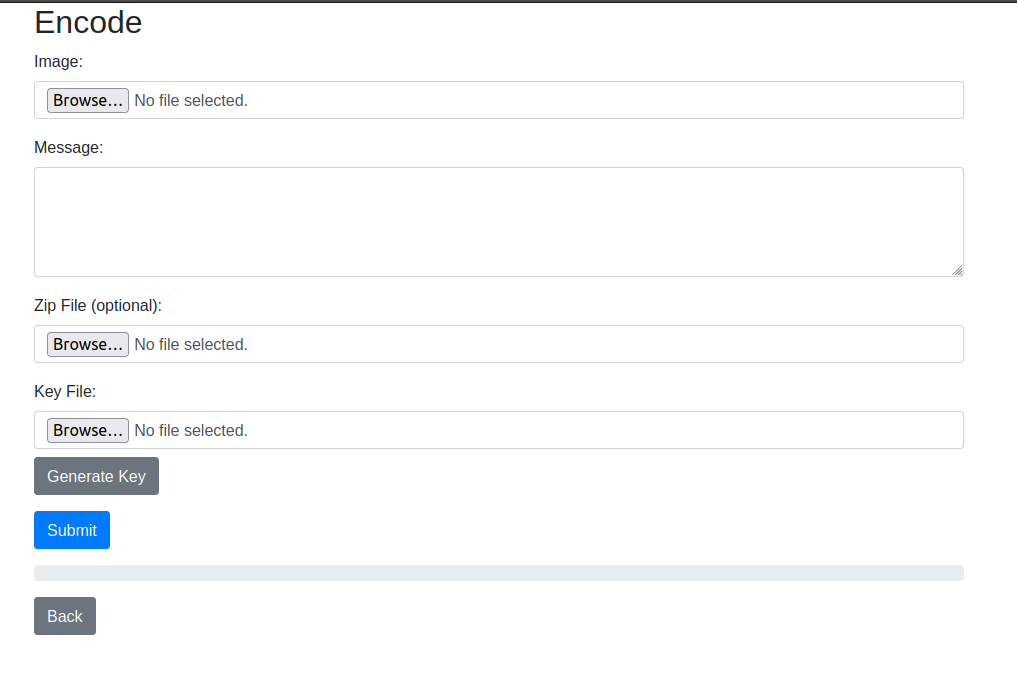 Encode
Image:
Browse... No file selected.
Message:
Zip File (optional):
Browse... No file selected.
Key File:
Browse... No file selected.
Generate Key
Submit
Back